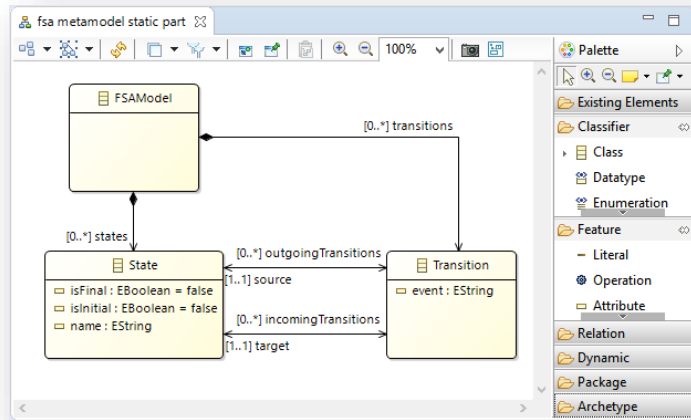 fsa metamodel static part
100%
FSAModel
[0..*] transitions
[0..*] states
State
isFinal : EBoolean = false
isInitial : EBoolean = false
name : EString
[0..*] outgoingTransitions
[1..1] source
[0..*] incomingTransitions
[1..1] target
Transition
event : EString
Palette
Existing Elements
Classifier
Class
Datatype
Enumeration
Feature
Literal
Operation
Attribute
Relation
Dynamic
Package
Archetype